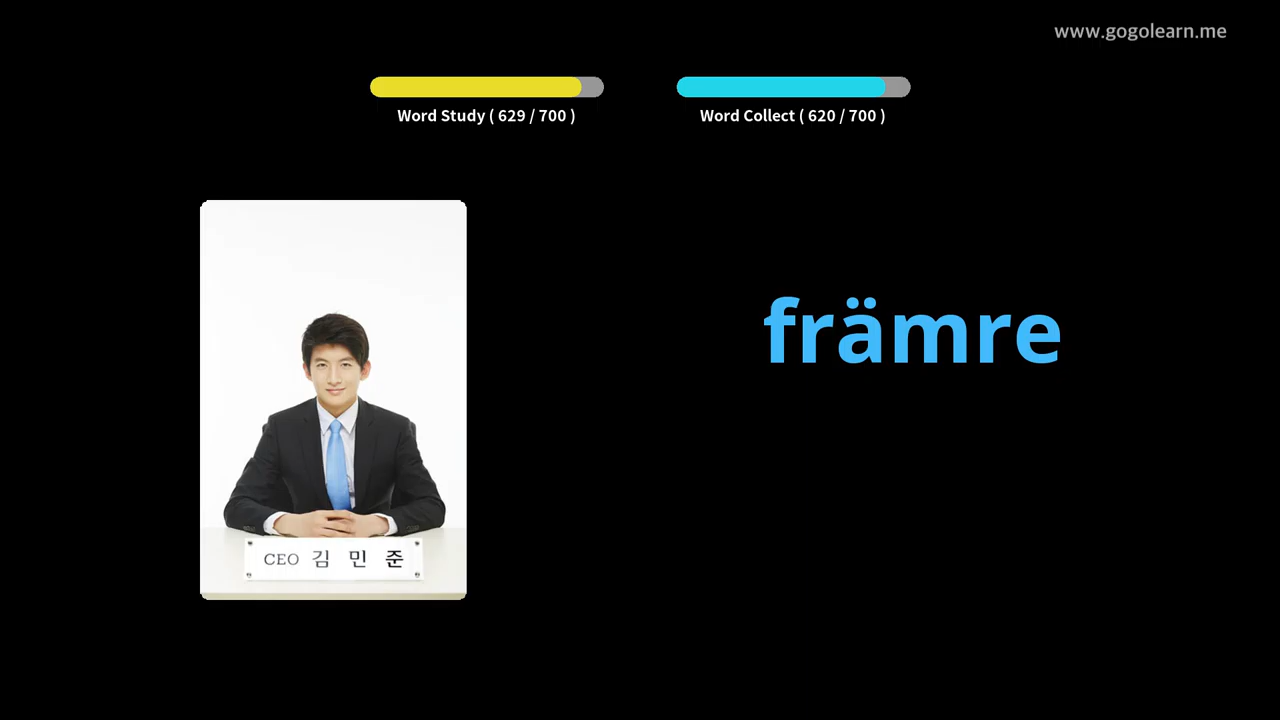 www.gogolearn.me
Word Study ( 629 / 700 )
Word Collect ( 620 / 700 )
främre
CEO 김 민 준